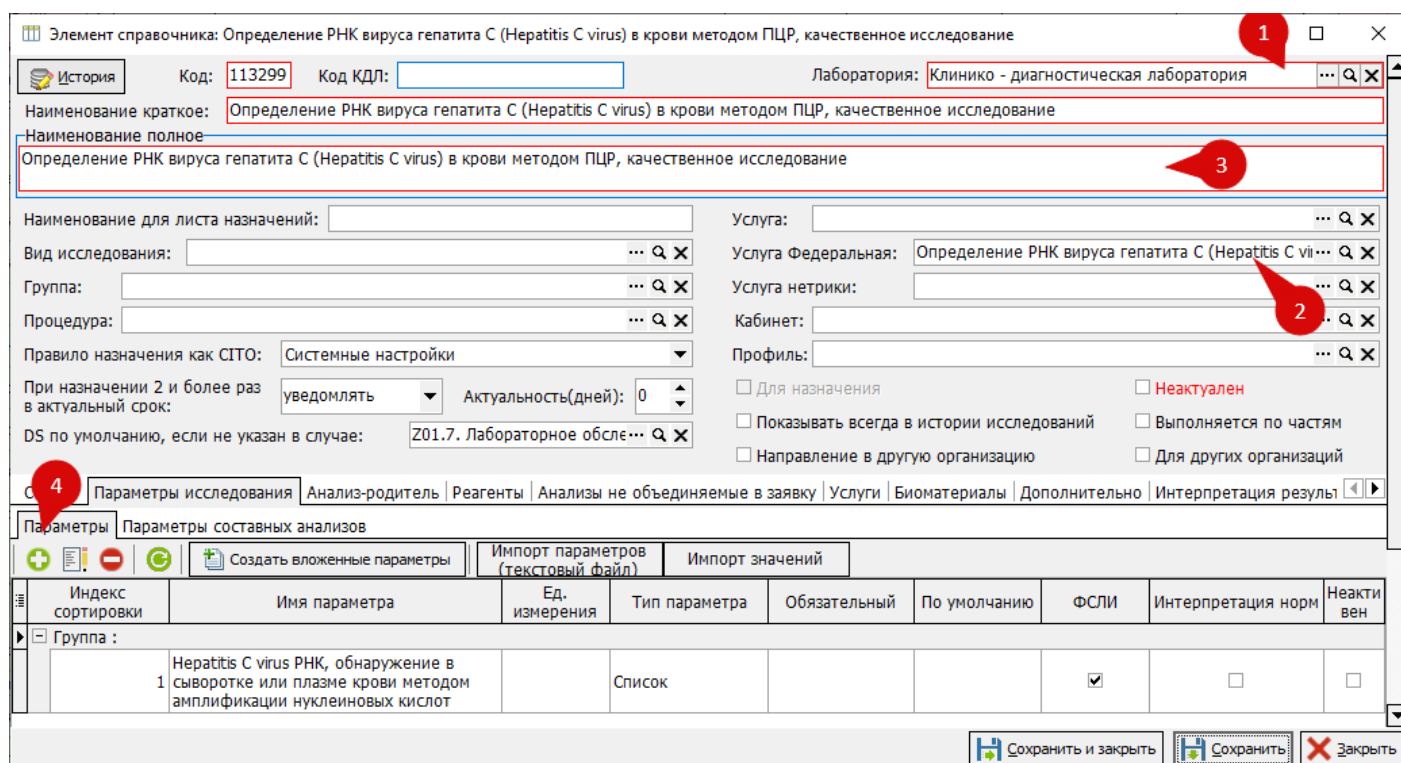 Элемент справочника: Определение РНК вируса гепатита C (Hepatitis C virus) в крови методом ПЦР, качественное исследование
1
История Код: 113299 Код КДЛ: Лаборатория: Клинико - диагностическая лаборатория
Наименование краткое: Определение РНК вируса гепатита C (Hepatitis C virus) в крови методом ПЦР, качественное исследование
Наименование полное
Определение РНК вируса гепатита C (Hepatitis C virus) в крови методом ПЦР, качественное исследование
3
Наименование для листа назначений: Услуга:
Вид исследования: Услуга Федеральная: Определение РНК вируса гепатита C (Hepatitis C vi
Группа: Услуга нетрики:
2
Процедура: Кабинет:
Правило назначения как CITO: Системные настройки Профиль:
При назначении 2 и более раз
в актуальный срок: уведомлять Актуальность(дней): 0 Для назначения Неактуален
Показывать всегда в истории исследований Выполняется по частям
DS по умолчанию, если не указан в случае: Z01.7. Лабораторное обсле
Направление в другую организацию Для других организаций
4
Параметры исследования Анализ-родитель Реагенты Анализы не объединяемые в заявку Услуги Биоматериалы Дополнительно Интерпретация результ
Параметры Параметры составных анализов
Создать вложенные параметры Импорт параметров
(текстовый файл) Импорт значений
Индекс
сортировки Имя параметра Ед.
измерения Тип параметра Обязательный По умолчанию ФСЛИ Интерпретация норм Неакти
вен
Группа :
Hepatitis C virus РНК, обнаружение в
1 сыворотке или плазме крови методом Список
амплификации нуклеиновых кислот
Сохранить и закрыть Сохранить Закрыть